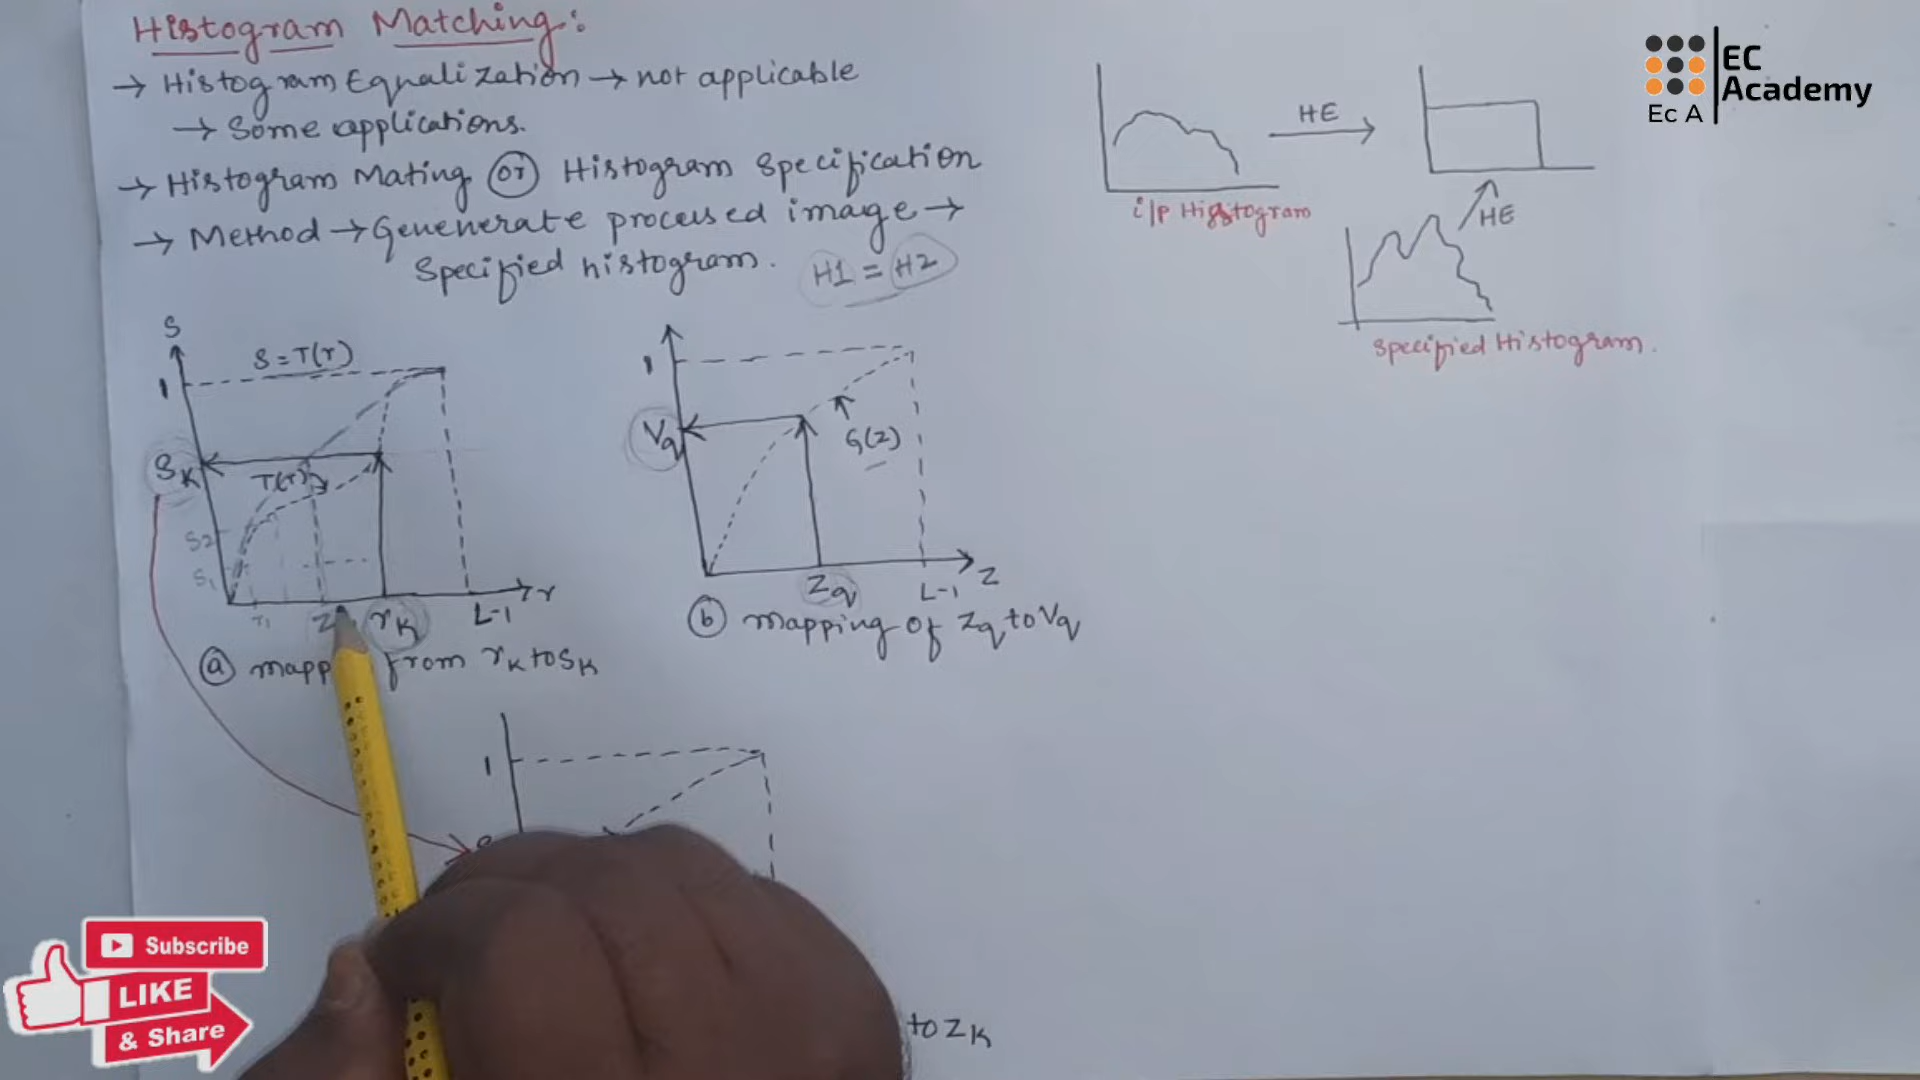 Histogram Matching:
→ Histogram Equalization → not applicable
→ Some applications.
→ Histogram Mating or Histogram Specification
→ Method → Genenerate processed image →
Specified histogram. H1 = H2
S
S = T(r)
1
SK
T(r)
S2
S1
r1
Z
rK
L-1
r
a mapp from rK to SK
1
Vq
G(z)
Zq
L-1
Z
b mapping of Zq to Vq
1
to ZK
HE
i/p Higstogram
HE
Specified Histogram.
EC
Academy
Ec A
Subscribe
LIKE
& Share